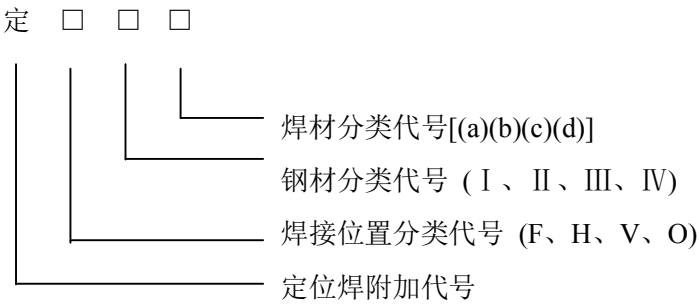 定 □ □ □
焊材分类代号[(a)(b)(c)(d)]
钢材分类代号 (Ⅰ、Ⅱ、Ⅲ、Ⅳ)
焊接位置分类代号 (F、H、V、O)
定位焊附加代号